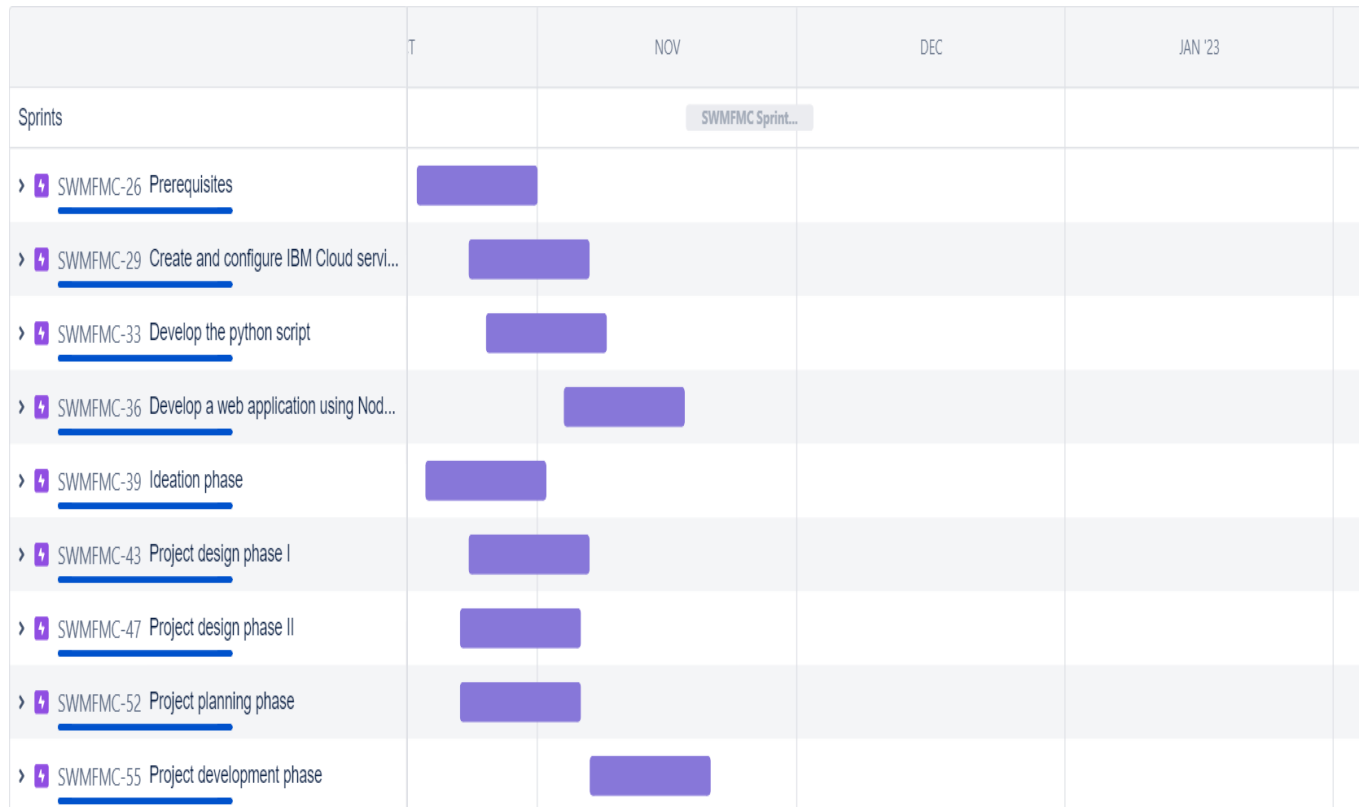 T NOV DEC JAN '23
Sprints SWMFMC Sprint...
SWMFMC-26 Prerequisites
SWMFMC-29 Create and configure IBM Cloud servi...
SWMFMC-33 Develop the python script
SWMFMC-36 Develop a web application using Nod...
SWMFMC-39 Ideation phase
SWMFMC-43 Project design phase I
SWMFMC-47 Project design phase II
SWMFMC-52 Project planning phase
SWMFMC-55 Project development phase